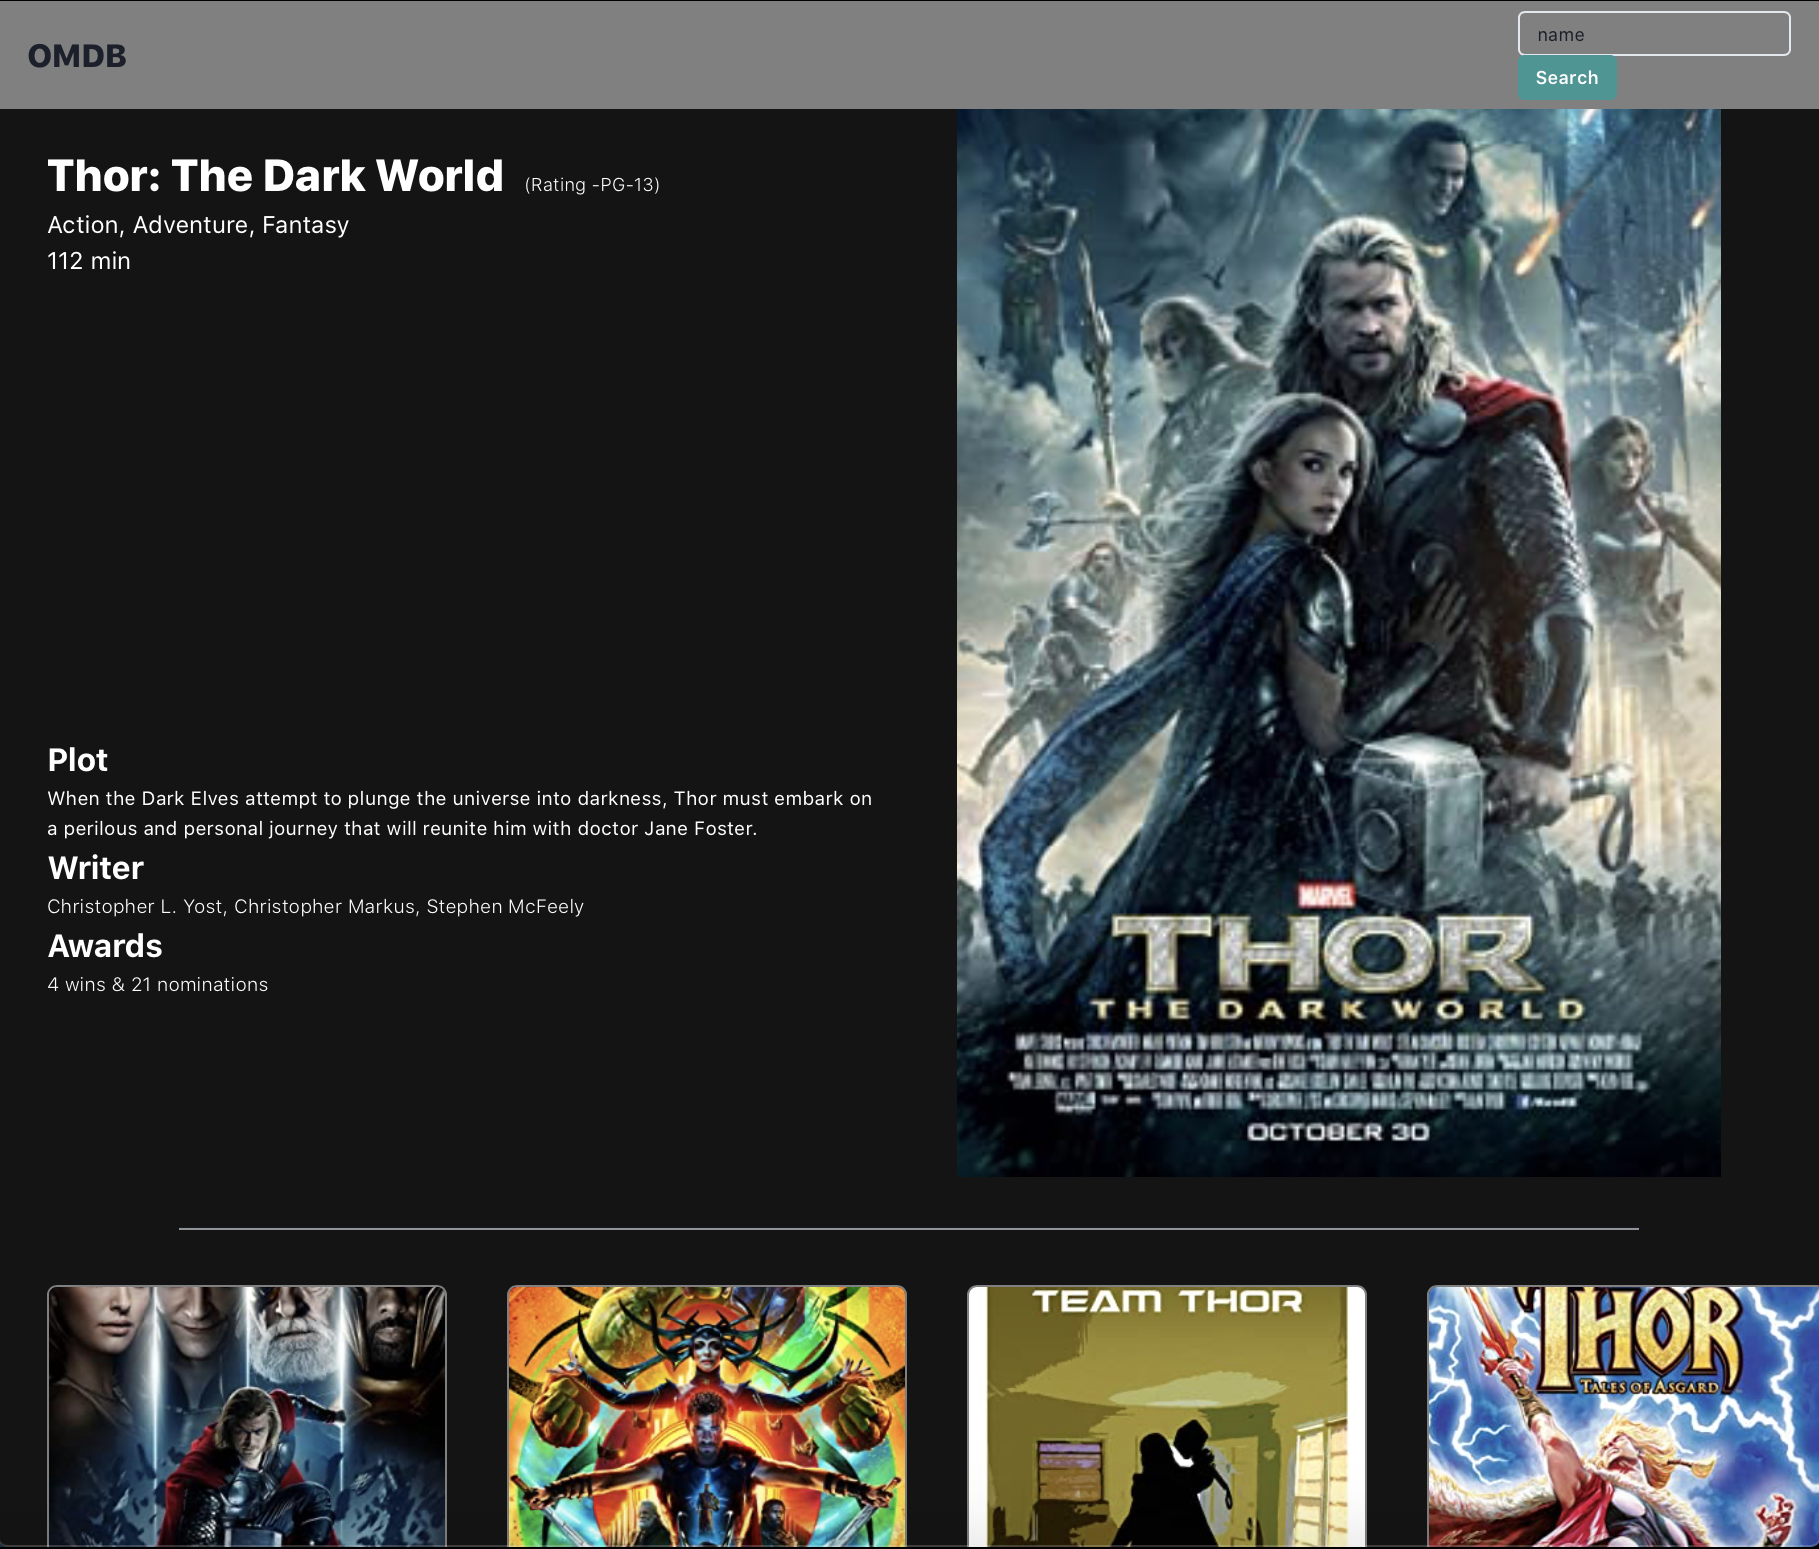 OMDB
name
Search
Thor: The Dark World (Rating -PG-13)
Action, Adventure, Fantasy
112 min
Plot
When the Dark Elves attempt to plunge the universe into darkness, Thor must embark on
a perilous and personal journey that will reunite him with doctor Jane Foster.
Writer
Christopher L. Yost, Christopher Markus, Stephen McFeely
Awards
4 wins & 21 nominations
MARVEL
THOR
THE DARK WORLD
OCTOBER 30
TEAM THOR
THOR
TALES OF ASGARD